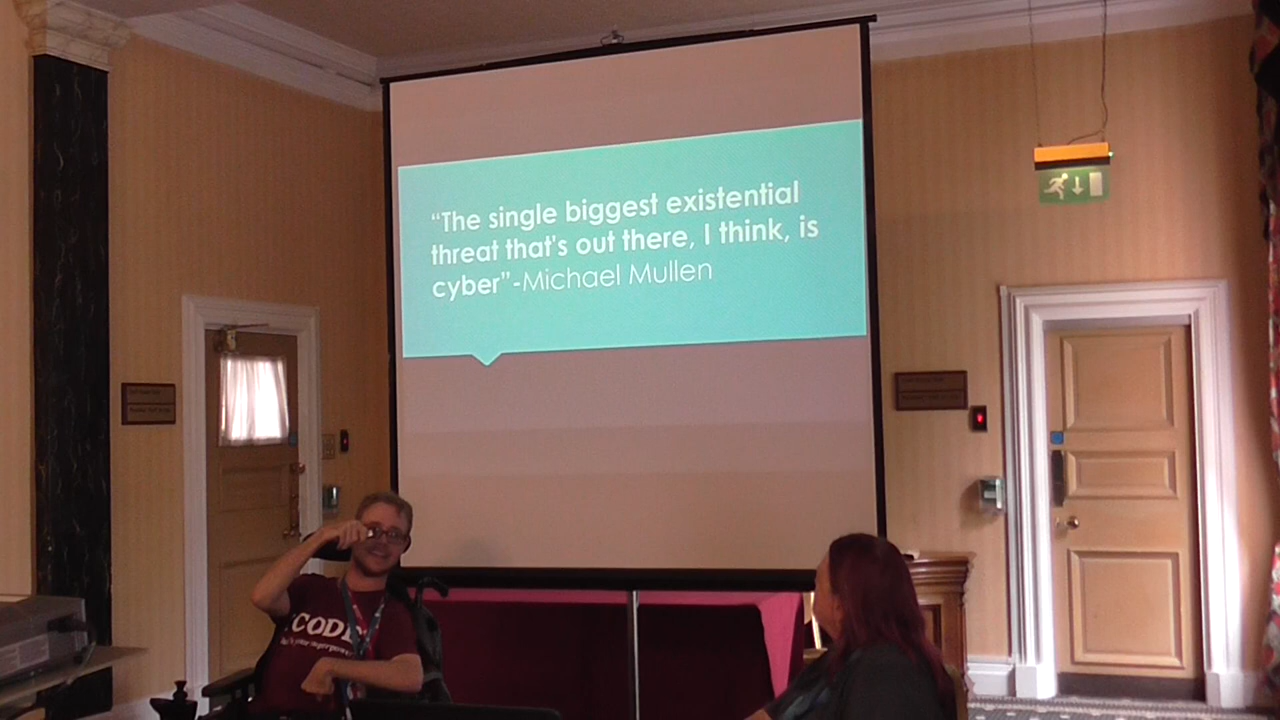 “The single biggest existential
threat that's out there, I think, is
cyber”-Michael Mullen
CODE